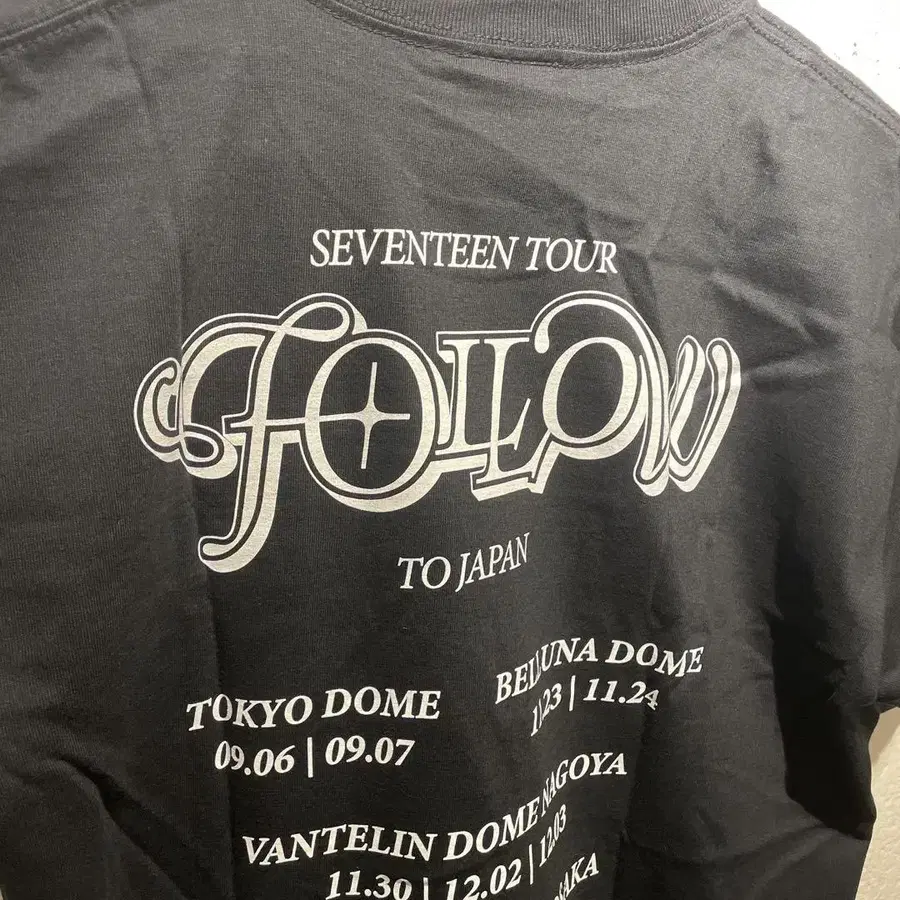 SEVENTEEN TOUR
FOLLOW
TO JAPAN
TOKYO DOME
09.06 | 09.07
BELLUNA DOME
11.23 | 11.24
VANTELIN DOME NAGOYA
11.30 | 12.02 | 12.03